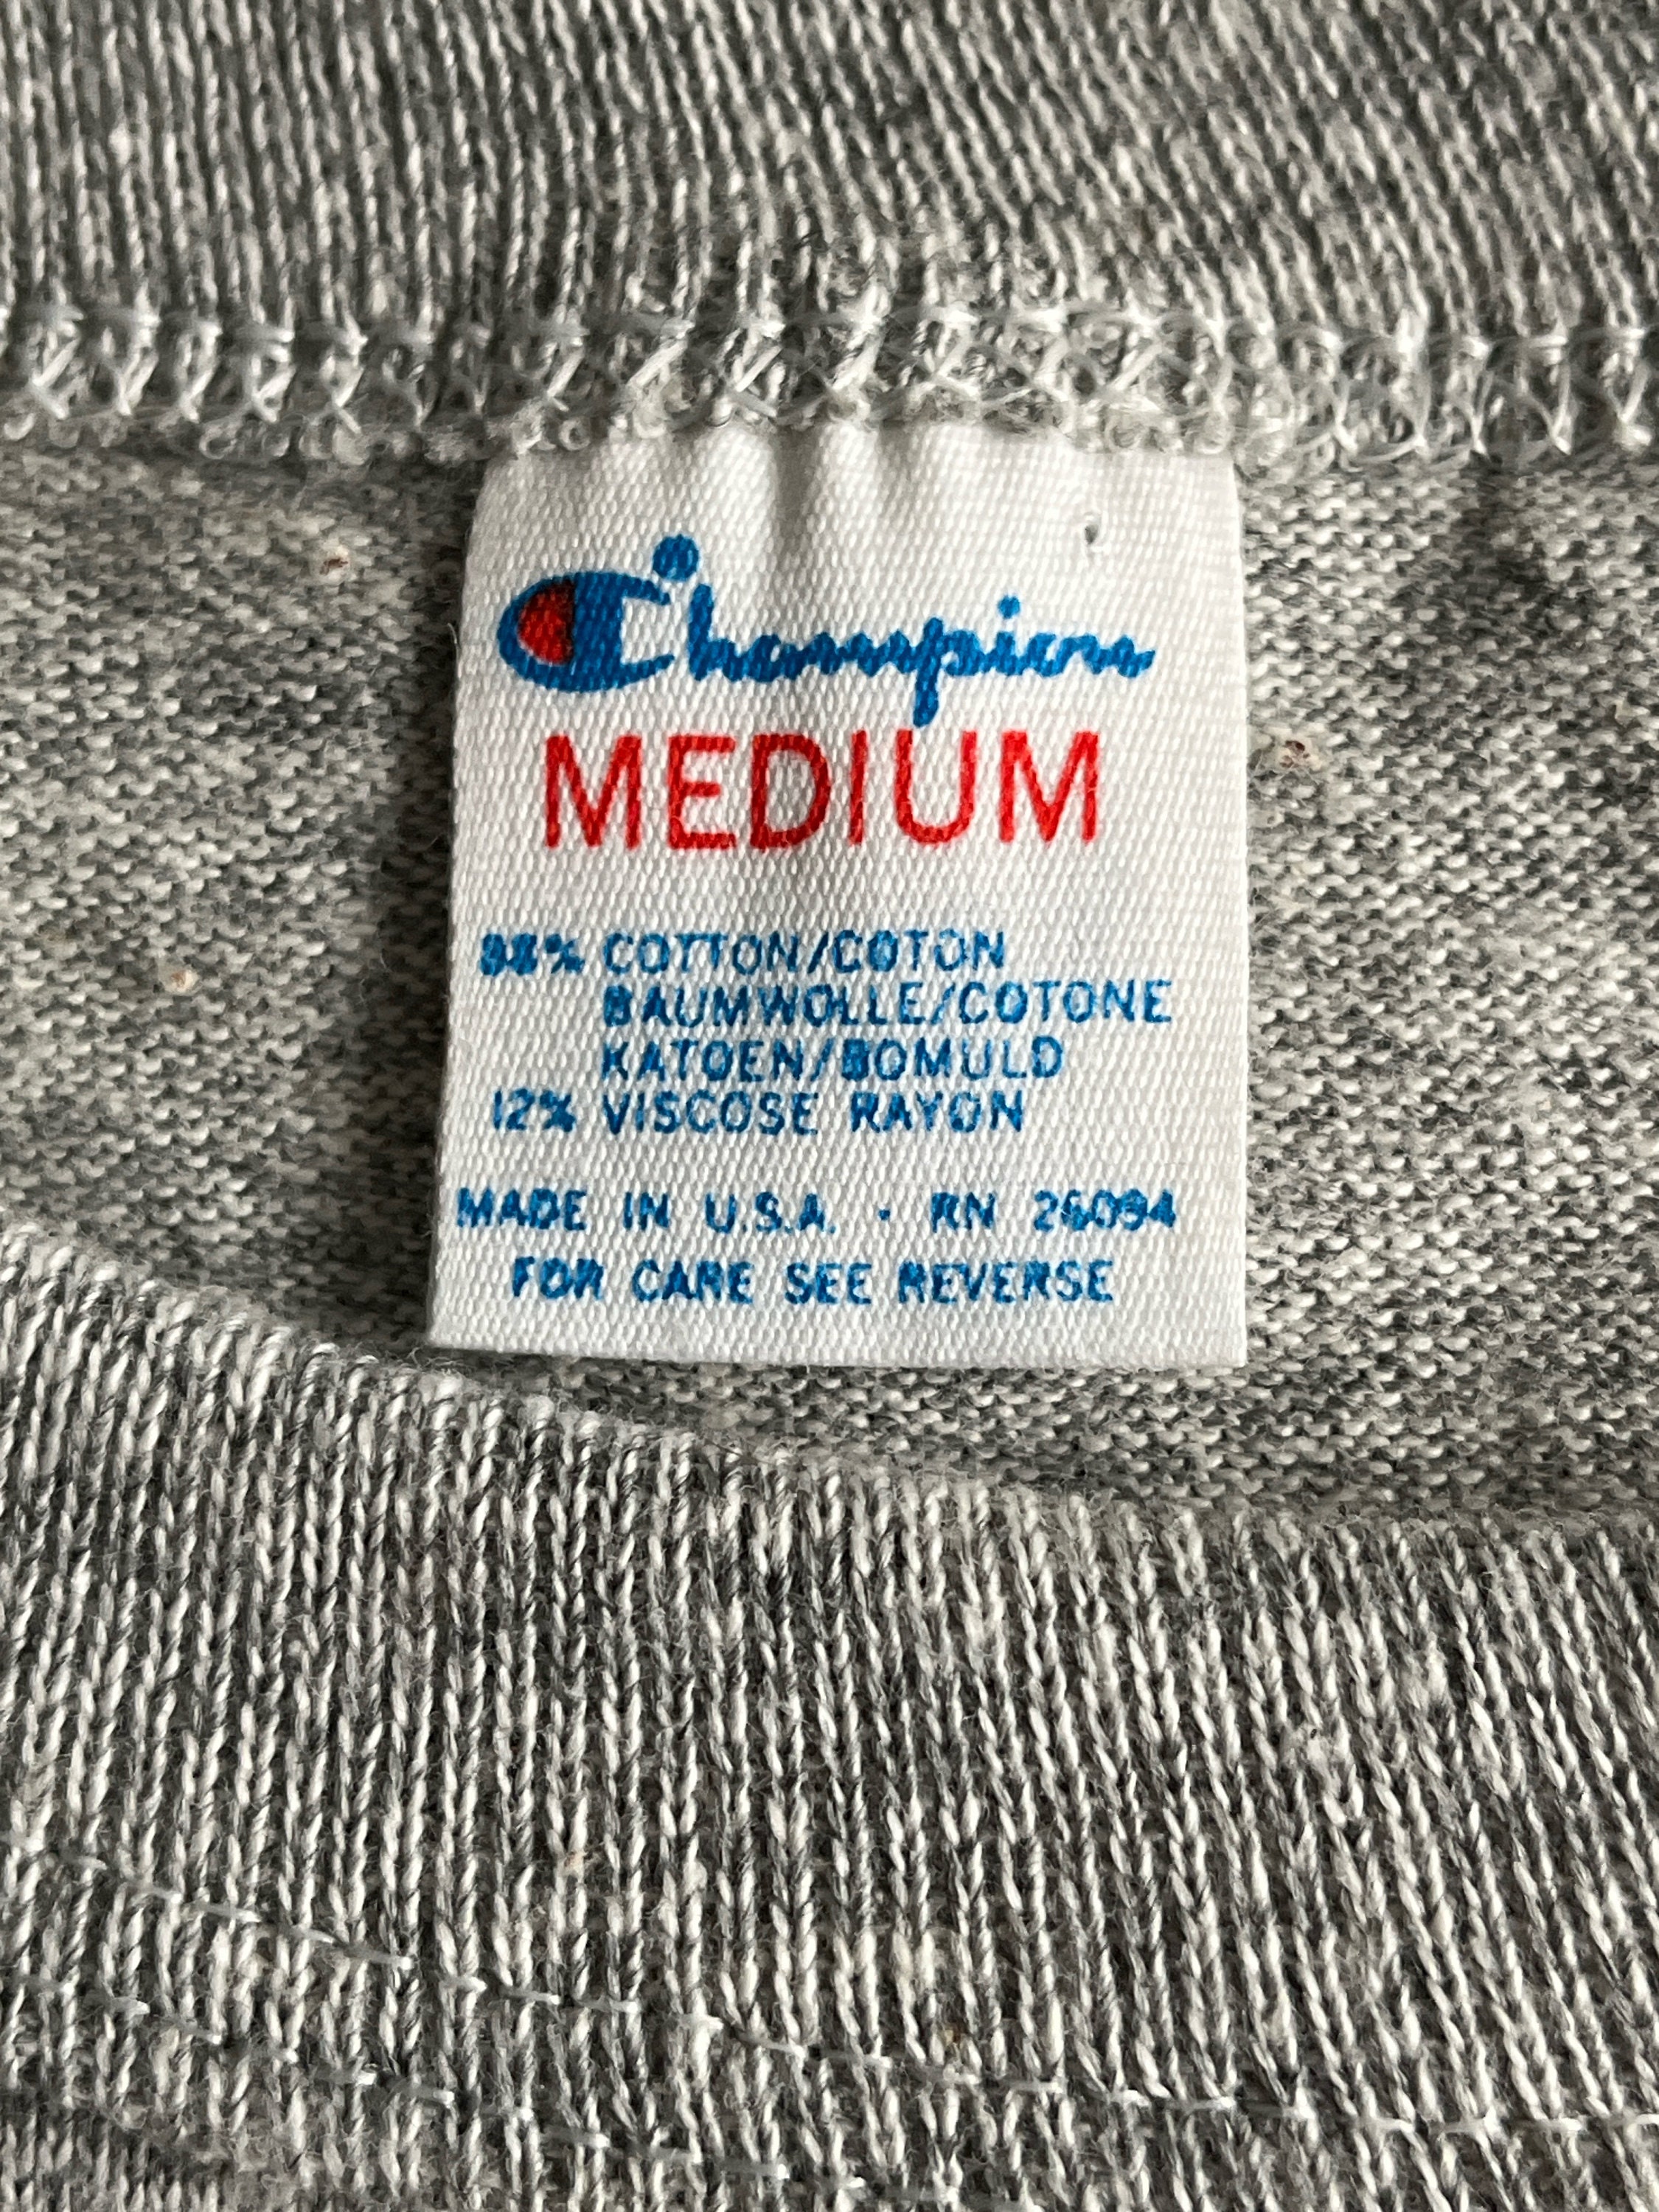 Champion
MEDIUM
88% COTTON/COTON
BAUMWOLLE/COTONE
KATOEN/BOMULD
12% VISCOSE RAYON
MADE IN U.S.A. · RN 26094
FOR CARE SEE REVERSE